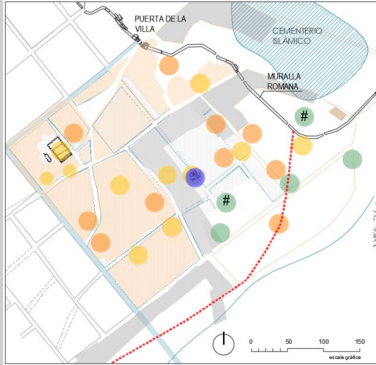 PUERTA DE LA
VILLA
CEMENTERIO
ISLÁMICO
MURALLA
ROMANA
#
#
0 50 100 150
escala gráfica